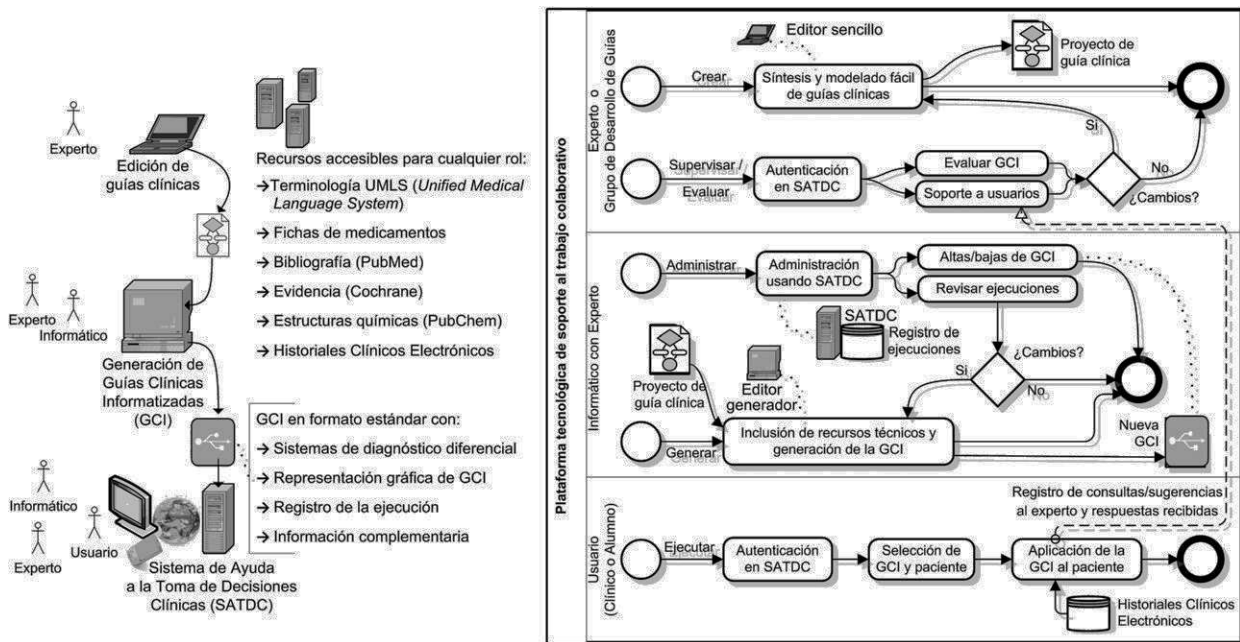 Experto
Edición de
guías clínicas
Recursos accesibles para cualquier rol:
→ Terminología UMLS (Unified Medical
Language System)
→ Fichas de medicamentos
→ Bibliografía (PubMed)
→ Evidencia (Cochrane)
→ Estructuras químicas (PubChem)
→ Historiales Clínicos Electrónicos
Experto
Informático
Generación de
Guías Clínicas
Informatizadas
(GCI)
GCI en formato estándar con:
→ Sistemas de diagnóstico diferencial
→ Representación gráfica de GCI
→ Registro de la ejecución
→ Información complementaria
Informático
Usuario
Experto
Sistema de Ayuda
a la Toma de Decisiones
Clínicas (SATDC)
Plataforma tecnológica de soporte al trabajo colaborativo
Experto o
Grupo de Desarrollo de Guías
Editor sencillo
Crear
Síntesis y modelado fácil
de guías clínicas
Proyecto de
guía clínica
Si
Supervisar /
Evaluar
Autenticación
en SATDC
Evaluar GCI
Soporte a usuarios
No
¿Cambios?
Informático con Experto
Administrar
Administración
usando SATDC
Altas/bajas de GCI
Revisar ejecuciones
SATDC
Registro de
ejecuciones
¿Cambios?
Si
No
Proyecto de
guía clínica
Editor
generador
Generar
Inclusión de recursos técnicos y
generación de la GCI
Nueva
GCI
Usuario
(Clínico o Alumno)
Registro de consultas/sugerencias
al experto y respuestas recibidas
Ejecutar
Autenticación
en SATDC
Selección de
GCI y paciente
Aplicación de la
GCI al paciente
Historiales Clínicos
Electrónicos